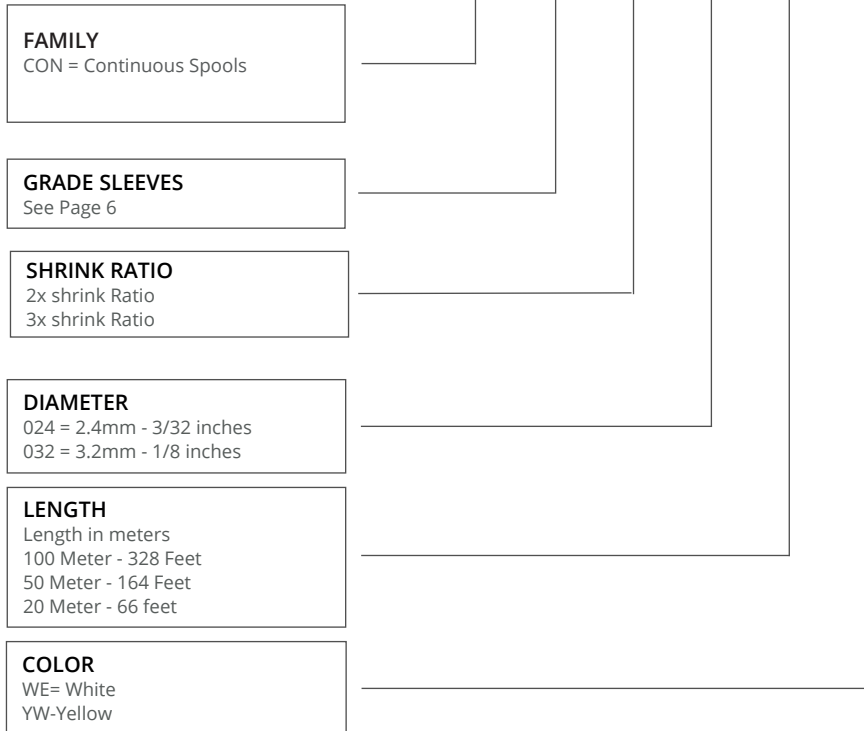 FAMILY
CON = Continuous Spools
GRADE SLEEVES
See Page 6
SHRINK RATIO
2x shrink Ratio
3x shrink Ratio
DIAMETER
024 = 2.4mm - 3/32 inches
032 = 3.2mm - 1/8 inches
LENGTH
Length in meters
100 Meter - 328 Feet
50 Meter - 164 Feet
20 Meter - 66 feet
COLOR
WE= White
YW-Yellow